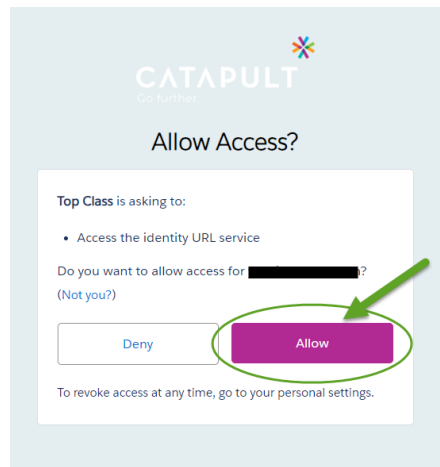 CATAPULT
Go further.
Allow Access?
Top Class is asking to:
• Access the identity URL service
Do you want to allow access for ?
(Not you?)
Deny
Allow
To revoke access at any time, go to your personal settings.